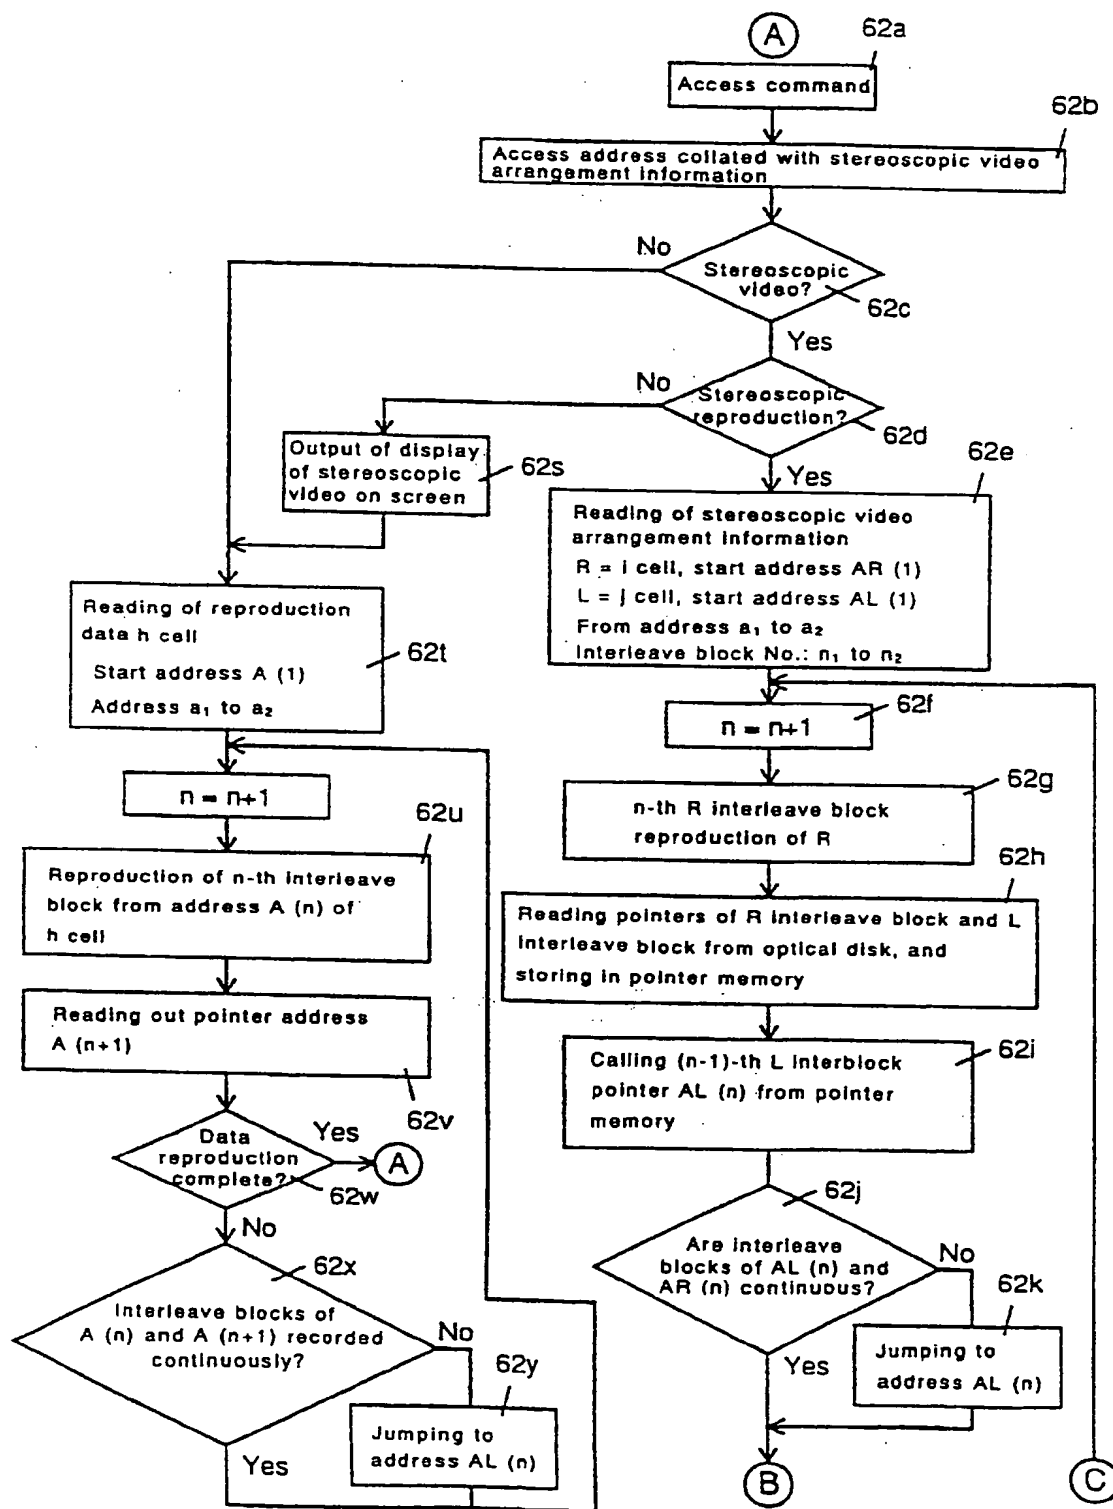 A
62a
Access command
62b
Access address collated with stereoscopic video
arrangement information
No
Stereoscopic
video?
62c
Yes
No
Stereoscopic
reproduction?
62d
Yes
Output of display
of stereoscopic
video on screen
62s
62e
Reading of stereoscopic video
arrangement information
R = i cell, start address AR (1)
L = j cell, start address AL (1)
From address a₁ to a₂
Interleave block No.: n₁ to n₂
Reading of reproduction
data h cell
Start address A (1)
Address a₁ to a₂
62t
62f
n = n+1
n = n+1
62g
n-th R interleave block
reproduction of R
62u
Reproduction of n-th interleave
block from address A (n) of
h cell
62h
Reading pointers of R interleave block and L
interleave block from optical disk, and
storing in pointer memory
Reading out pointer address
A (n+1)
62v
62i
Calling (n-1)-th L interblock
pointer AL (n) from pointer
memory
Data
reproduction
complete?
Yes
A
62w
No
62j
Are interleave
blocks of AL (n) and
AR (n) continuous?
No
62k
Jumping to
address AL (n)
Yes
62x
Interleave blocks of
A (n) and A (n+1) recorded
continuously?
No
62y
Jumping to
address AL (n)
Yes
B
C